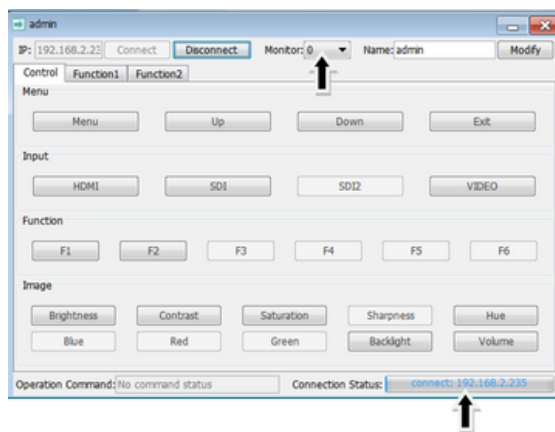 admin
IP: 192.168.2.23 Connect Disconnect Monitor: 0 Name: admin Modify
Control Function1 Function2
Menu
Menu Up Down Exit
Input
HDMI SDI SDI2 VIDEO
Function
F1 F2 F3 F4 F5 F6
Image
Brightness Contrast Saturation Sharpness Hue
Blue Red Green Backlight Volume
Operation Command: No command status Connection Status: connect: 192.168.2.235